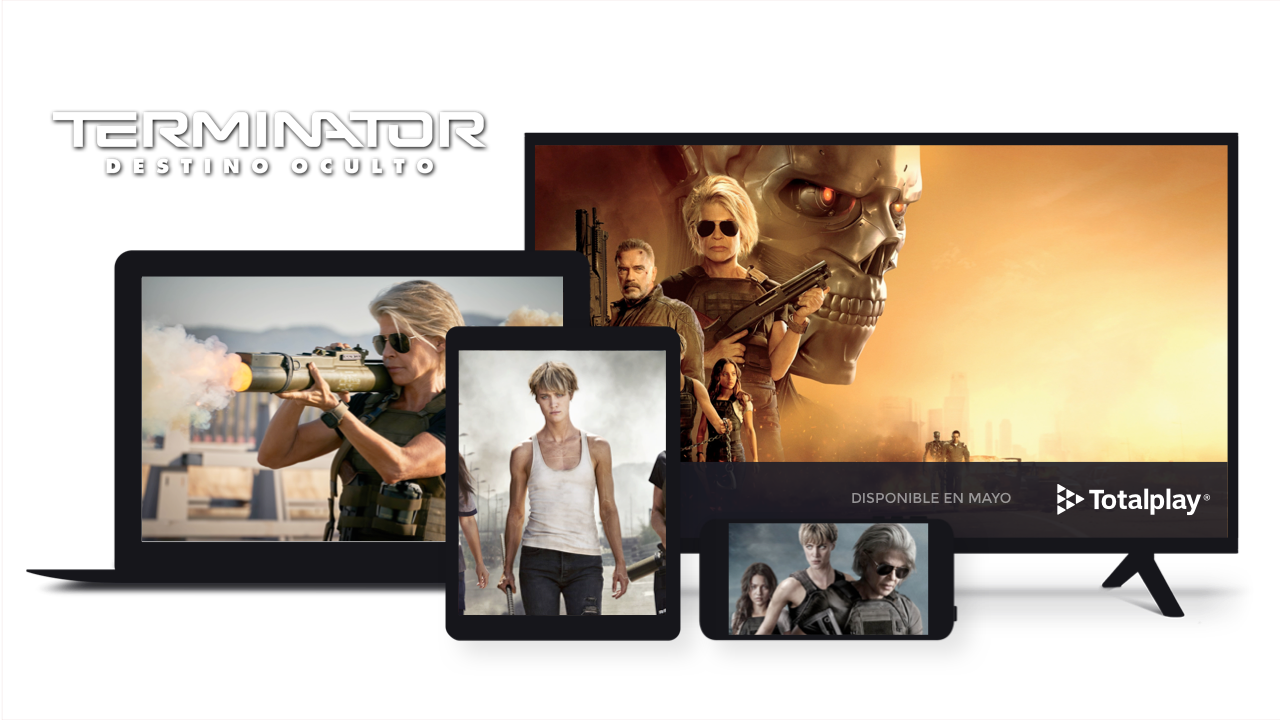 TERMINATOR
DESTINO OCULTO
DISPONIBLE EN MAYO
Totalplay®